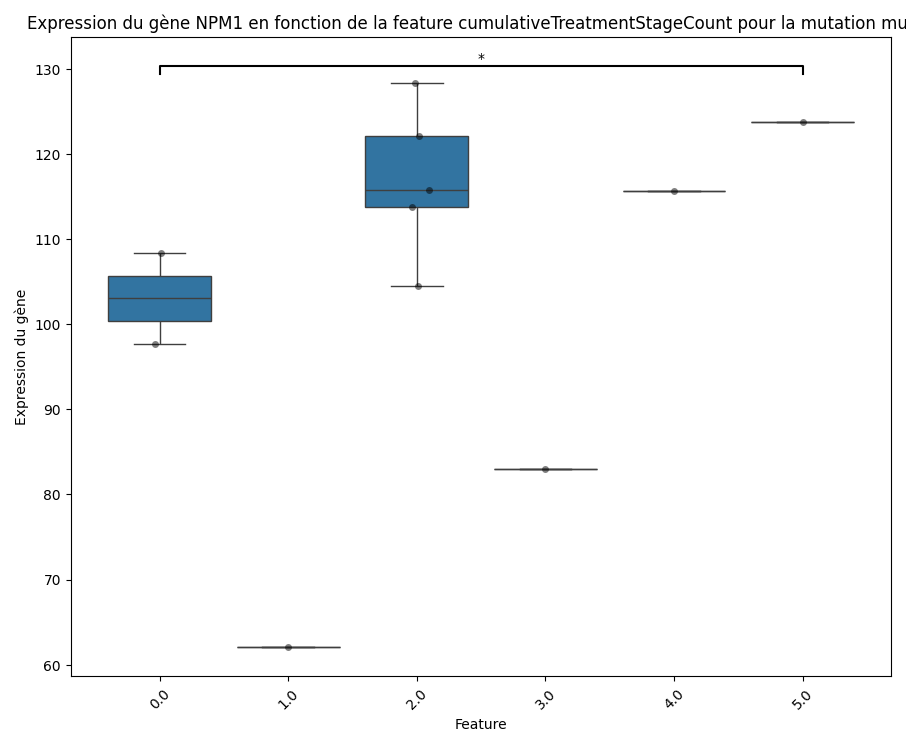 Expression du gène NPM1 en fonction de la feature cumulativeTreatmentStageCount pour la mutation mu
*
130
120
110
100
90
80
70
60
Expression du gène
0.0 1.0 2.0 3.0 4.0 5.0
Feature